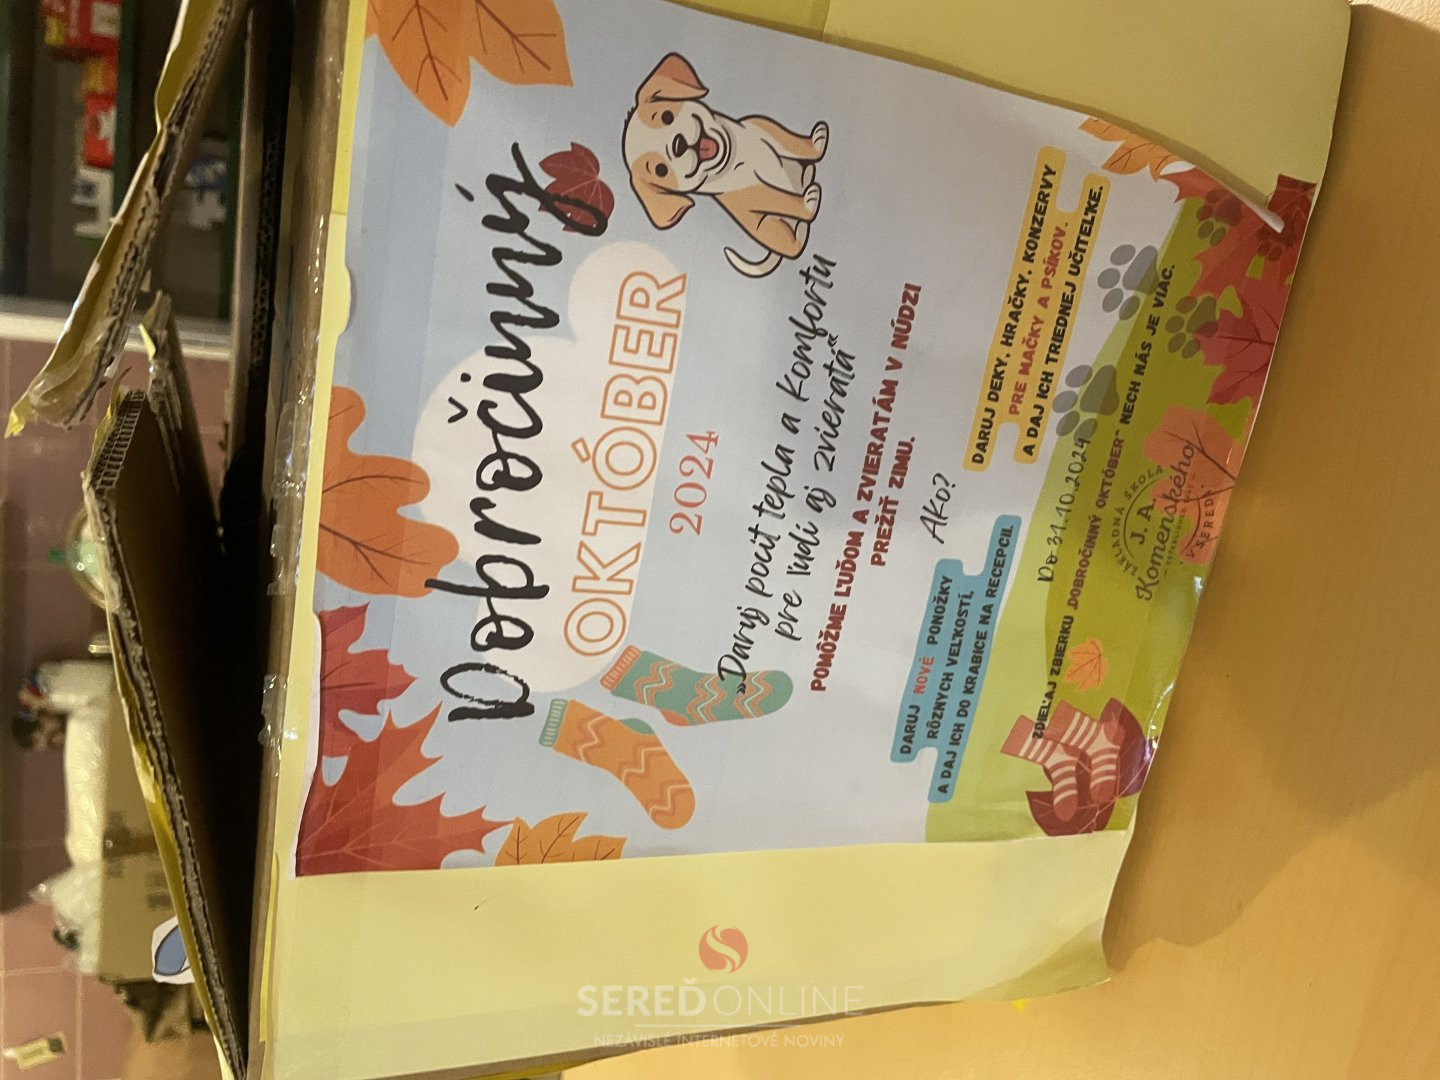 Dobročinný
OKTÓBER
2024
„Daruj pocit tepla a komfortu
pre ľudí aj zvieratá“
POMÔŽME ĽUĎOM A ZVIERATÁM V NÚDZI
PREŽIŤ ZIMU.
Ako?
DARUJ NOVÉ PONOŽKY
RÔZNYCH VEĽKOSTÍ,
A DAJ ICH DO KRABICE NA RECEPCII.
DARUJ DEKY, HRAČKY, KONZERVY
PRE MAČKY A PSÍKOV.
A DAJ ICH TRIEDNEJ UČITEĽKE.
Do 31.10.2024
ZDIEĽAJ ZBIERKU „DOBROČINNÝ OKTÓBER“ NECH NÁS JE VIAC.
ZÁKLADNÁ ŠKOLA
J. A.
Komenského
V SEREDI
SEREĎONLINE
NEZÁVISLÉ INTERNETOVÉ NOVINY